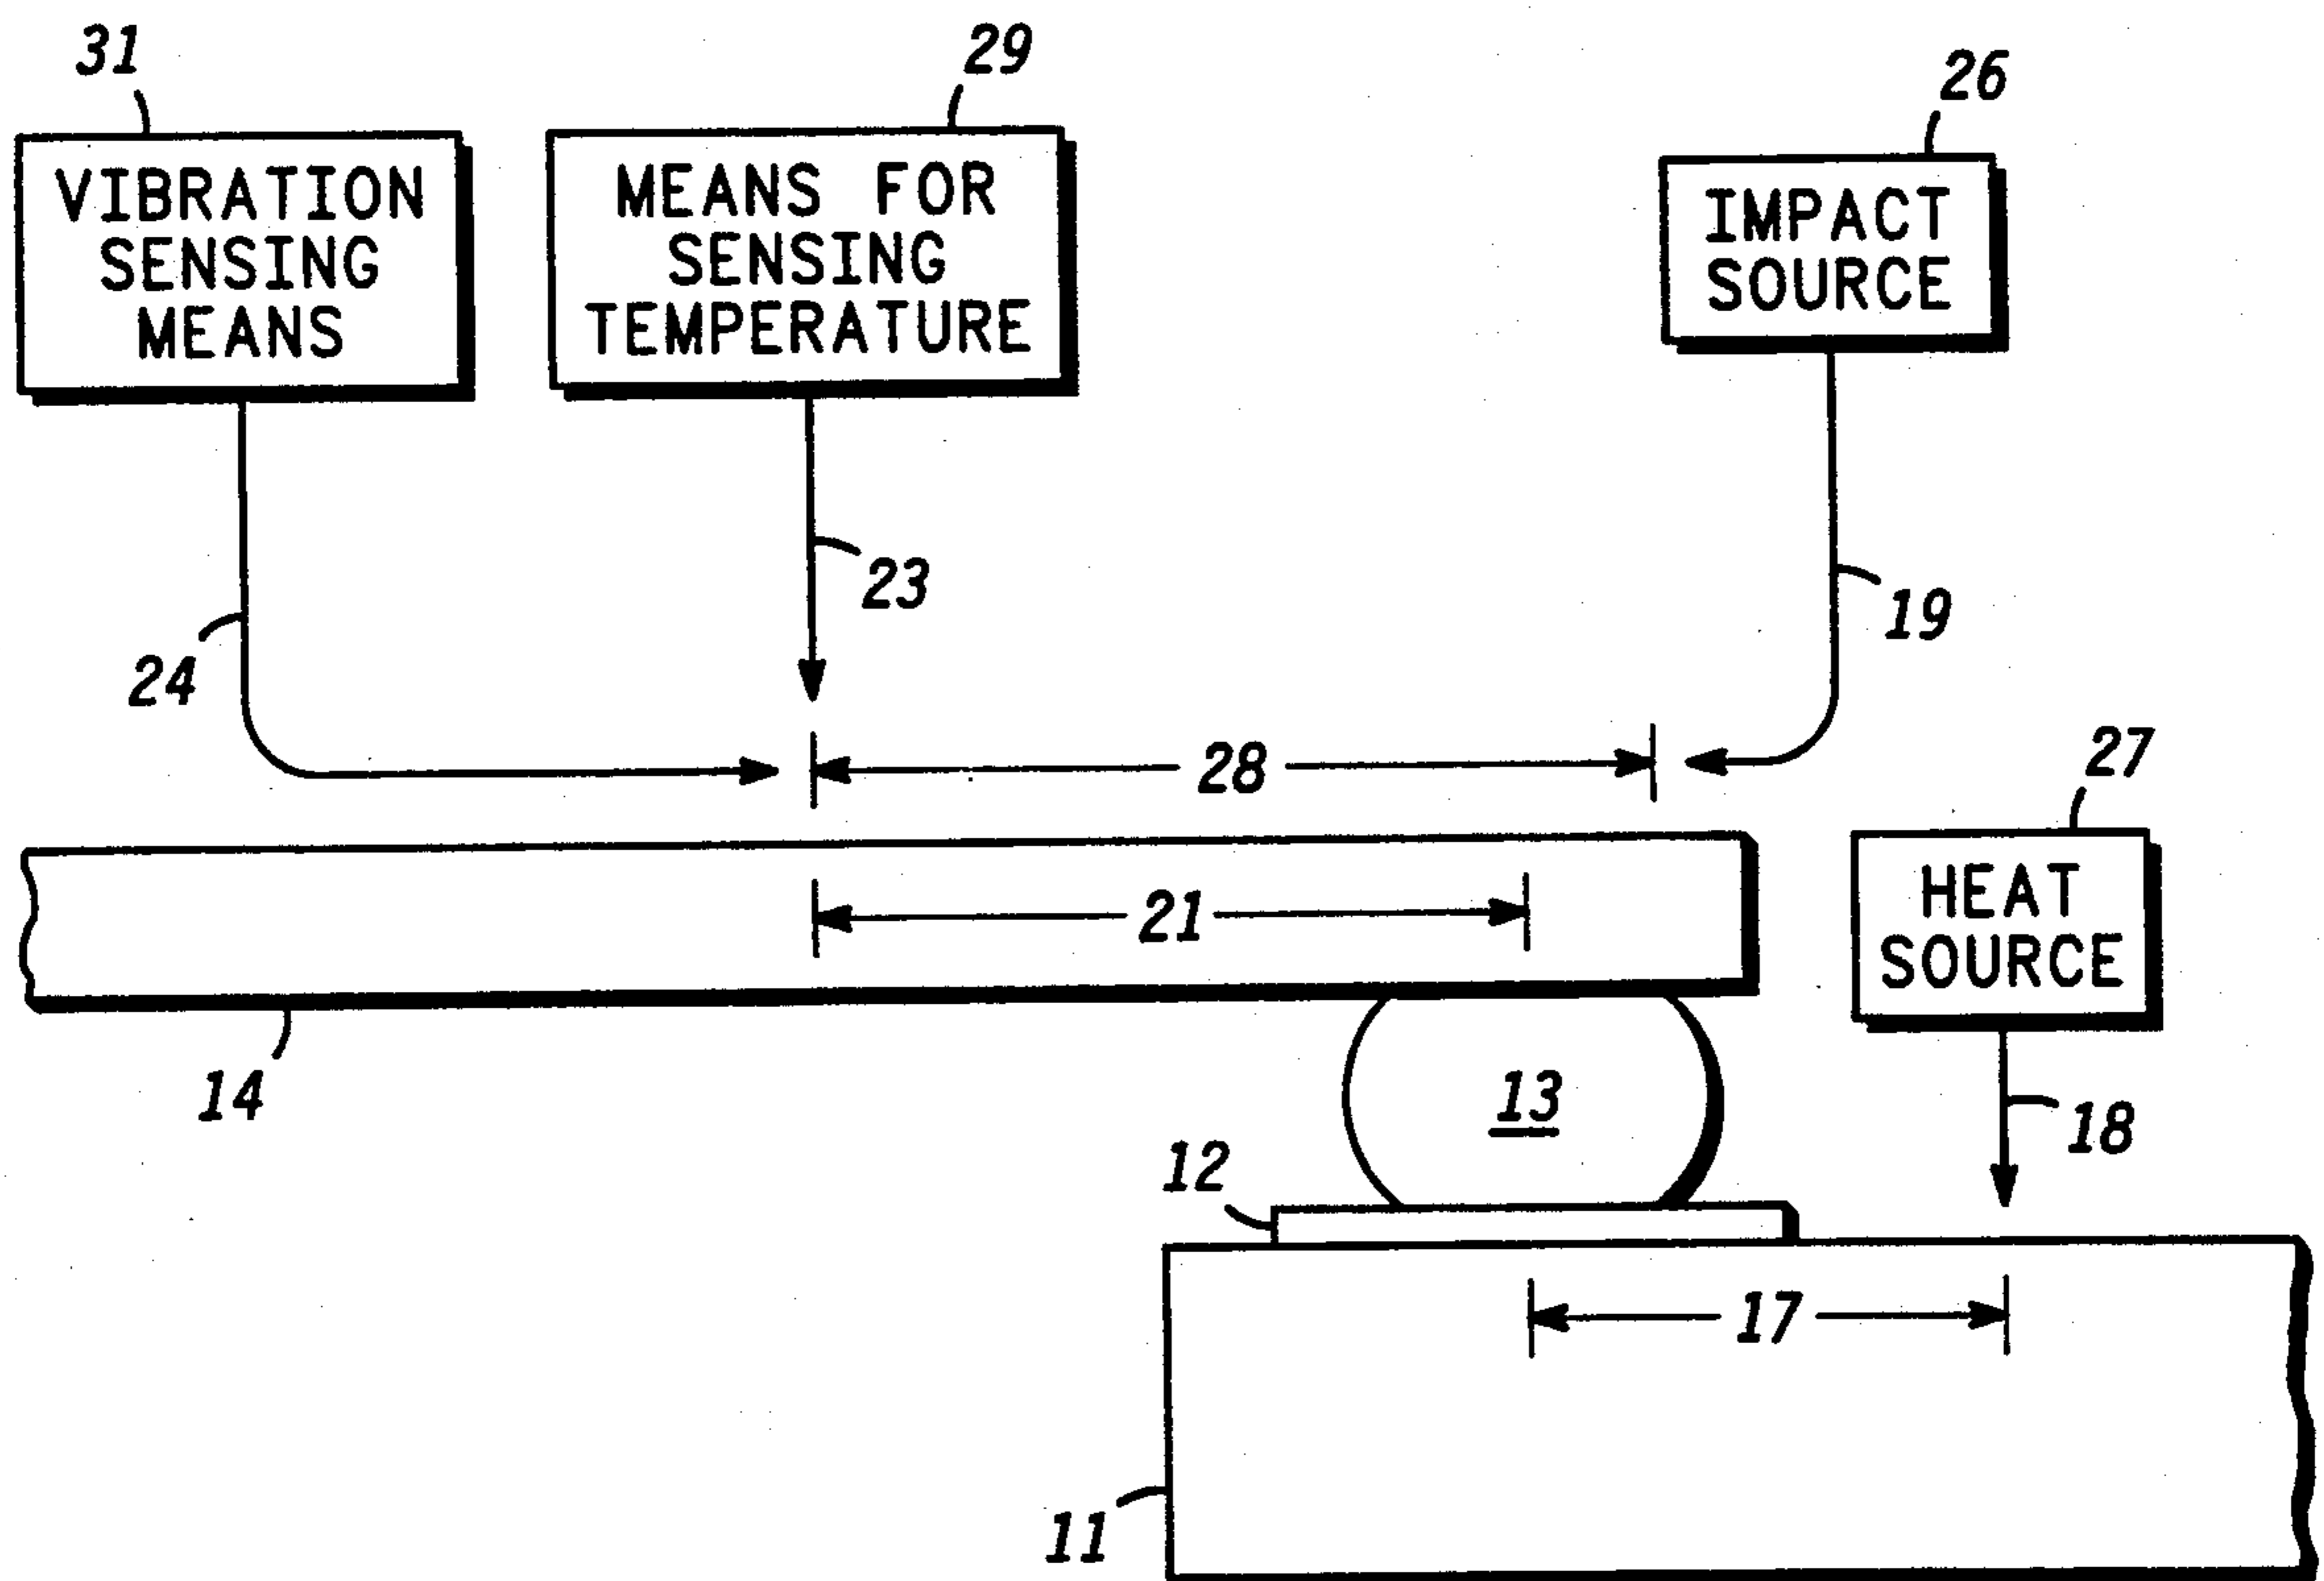 31
29
26
VIBRATION
SENSING
MEANS
MEANS FOR
SENSING
TEMPERATURE
IMPACT
SOURCE
23
19
24
28
27
HEAT
SOURCE
21
14
13
18
12
17
11